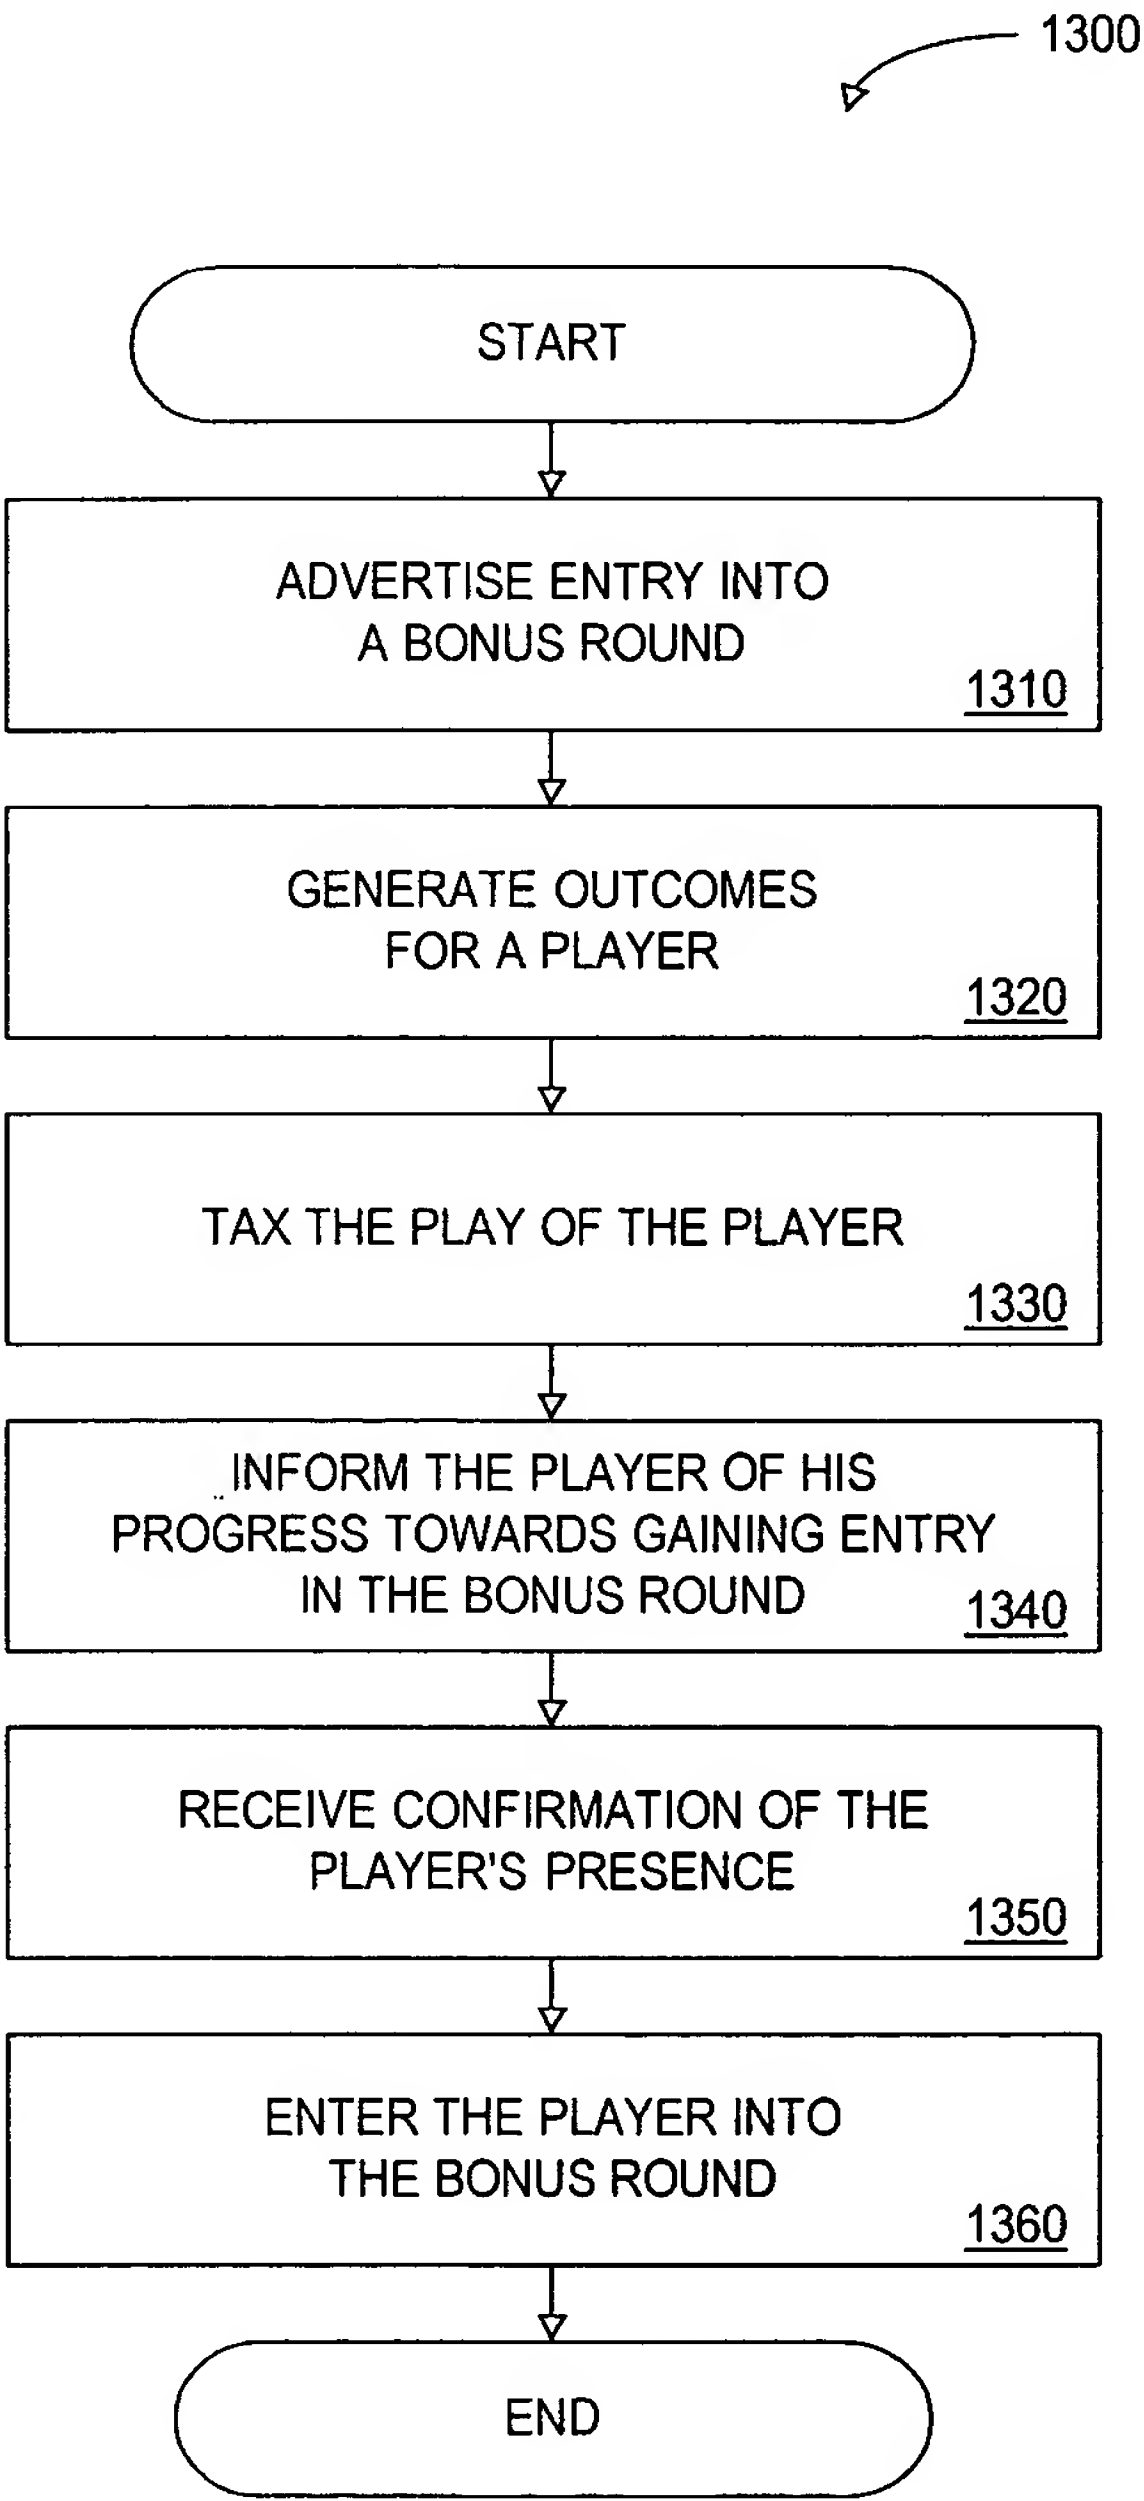 1300
START
ADVERTISE ENTRY INTO
A BONUS ROUND
1310
GENERATE OUTCOMES
FOR A PLAYER
1320
TAX THE PLAY OF THE PLAYER
1330
INFORM THE PLAYER OF HIS
PROGRESS TOWARDS GAINING ENTRY
IN THE BONUS ROUND
1340
RECEIVE CONFIRMATION OF THE
PLAYER'S PRESENCE
1350
ENTER THE PLAYER INTO
THE BONUS ROUND
1360
END